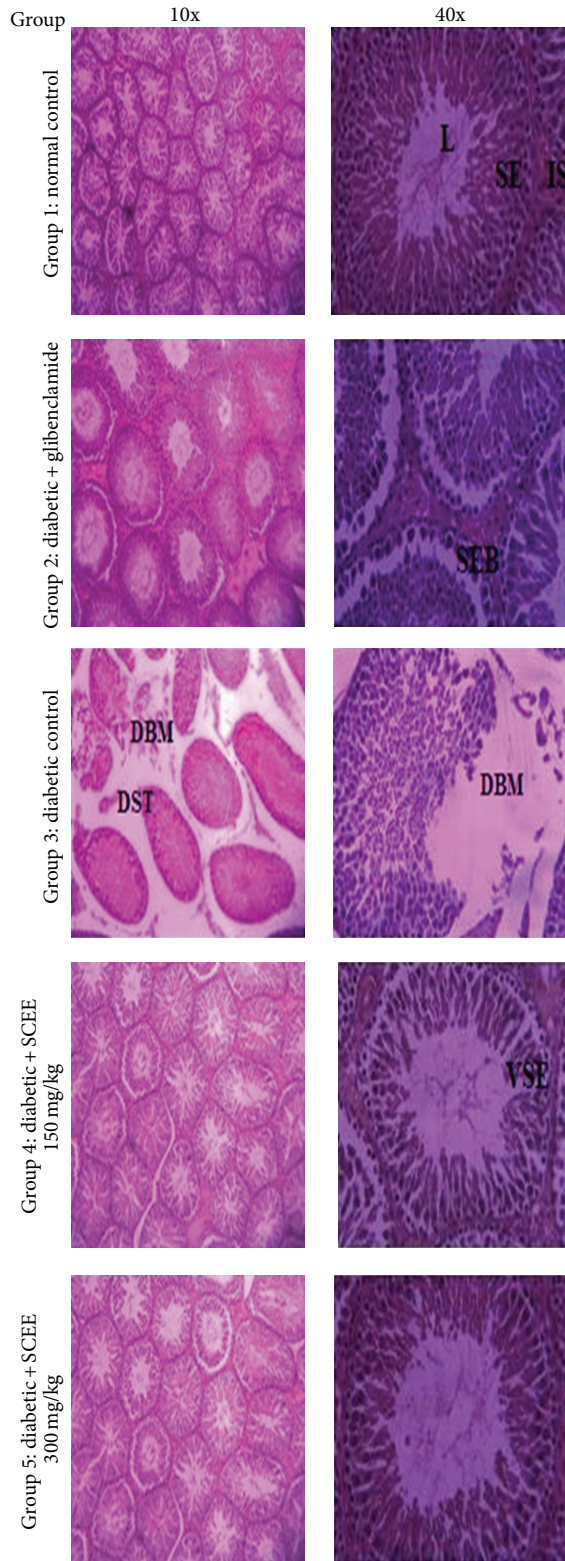 Group 10x 40x
Group 1: normal control
L
SE IS
Group 2: diabetic + glibenclamide
SEB
Group 3: diabetic control
DBM
DST
DBM
Group 4: diabetic + SCEE
150 mg/kg
VSE
Group 5: diabetic + SCEE
300 mg/kg